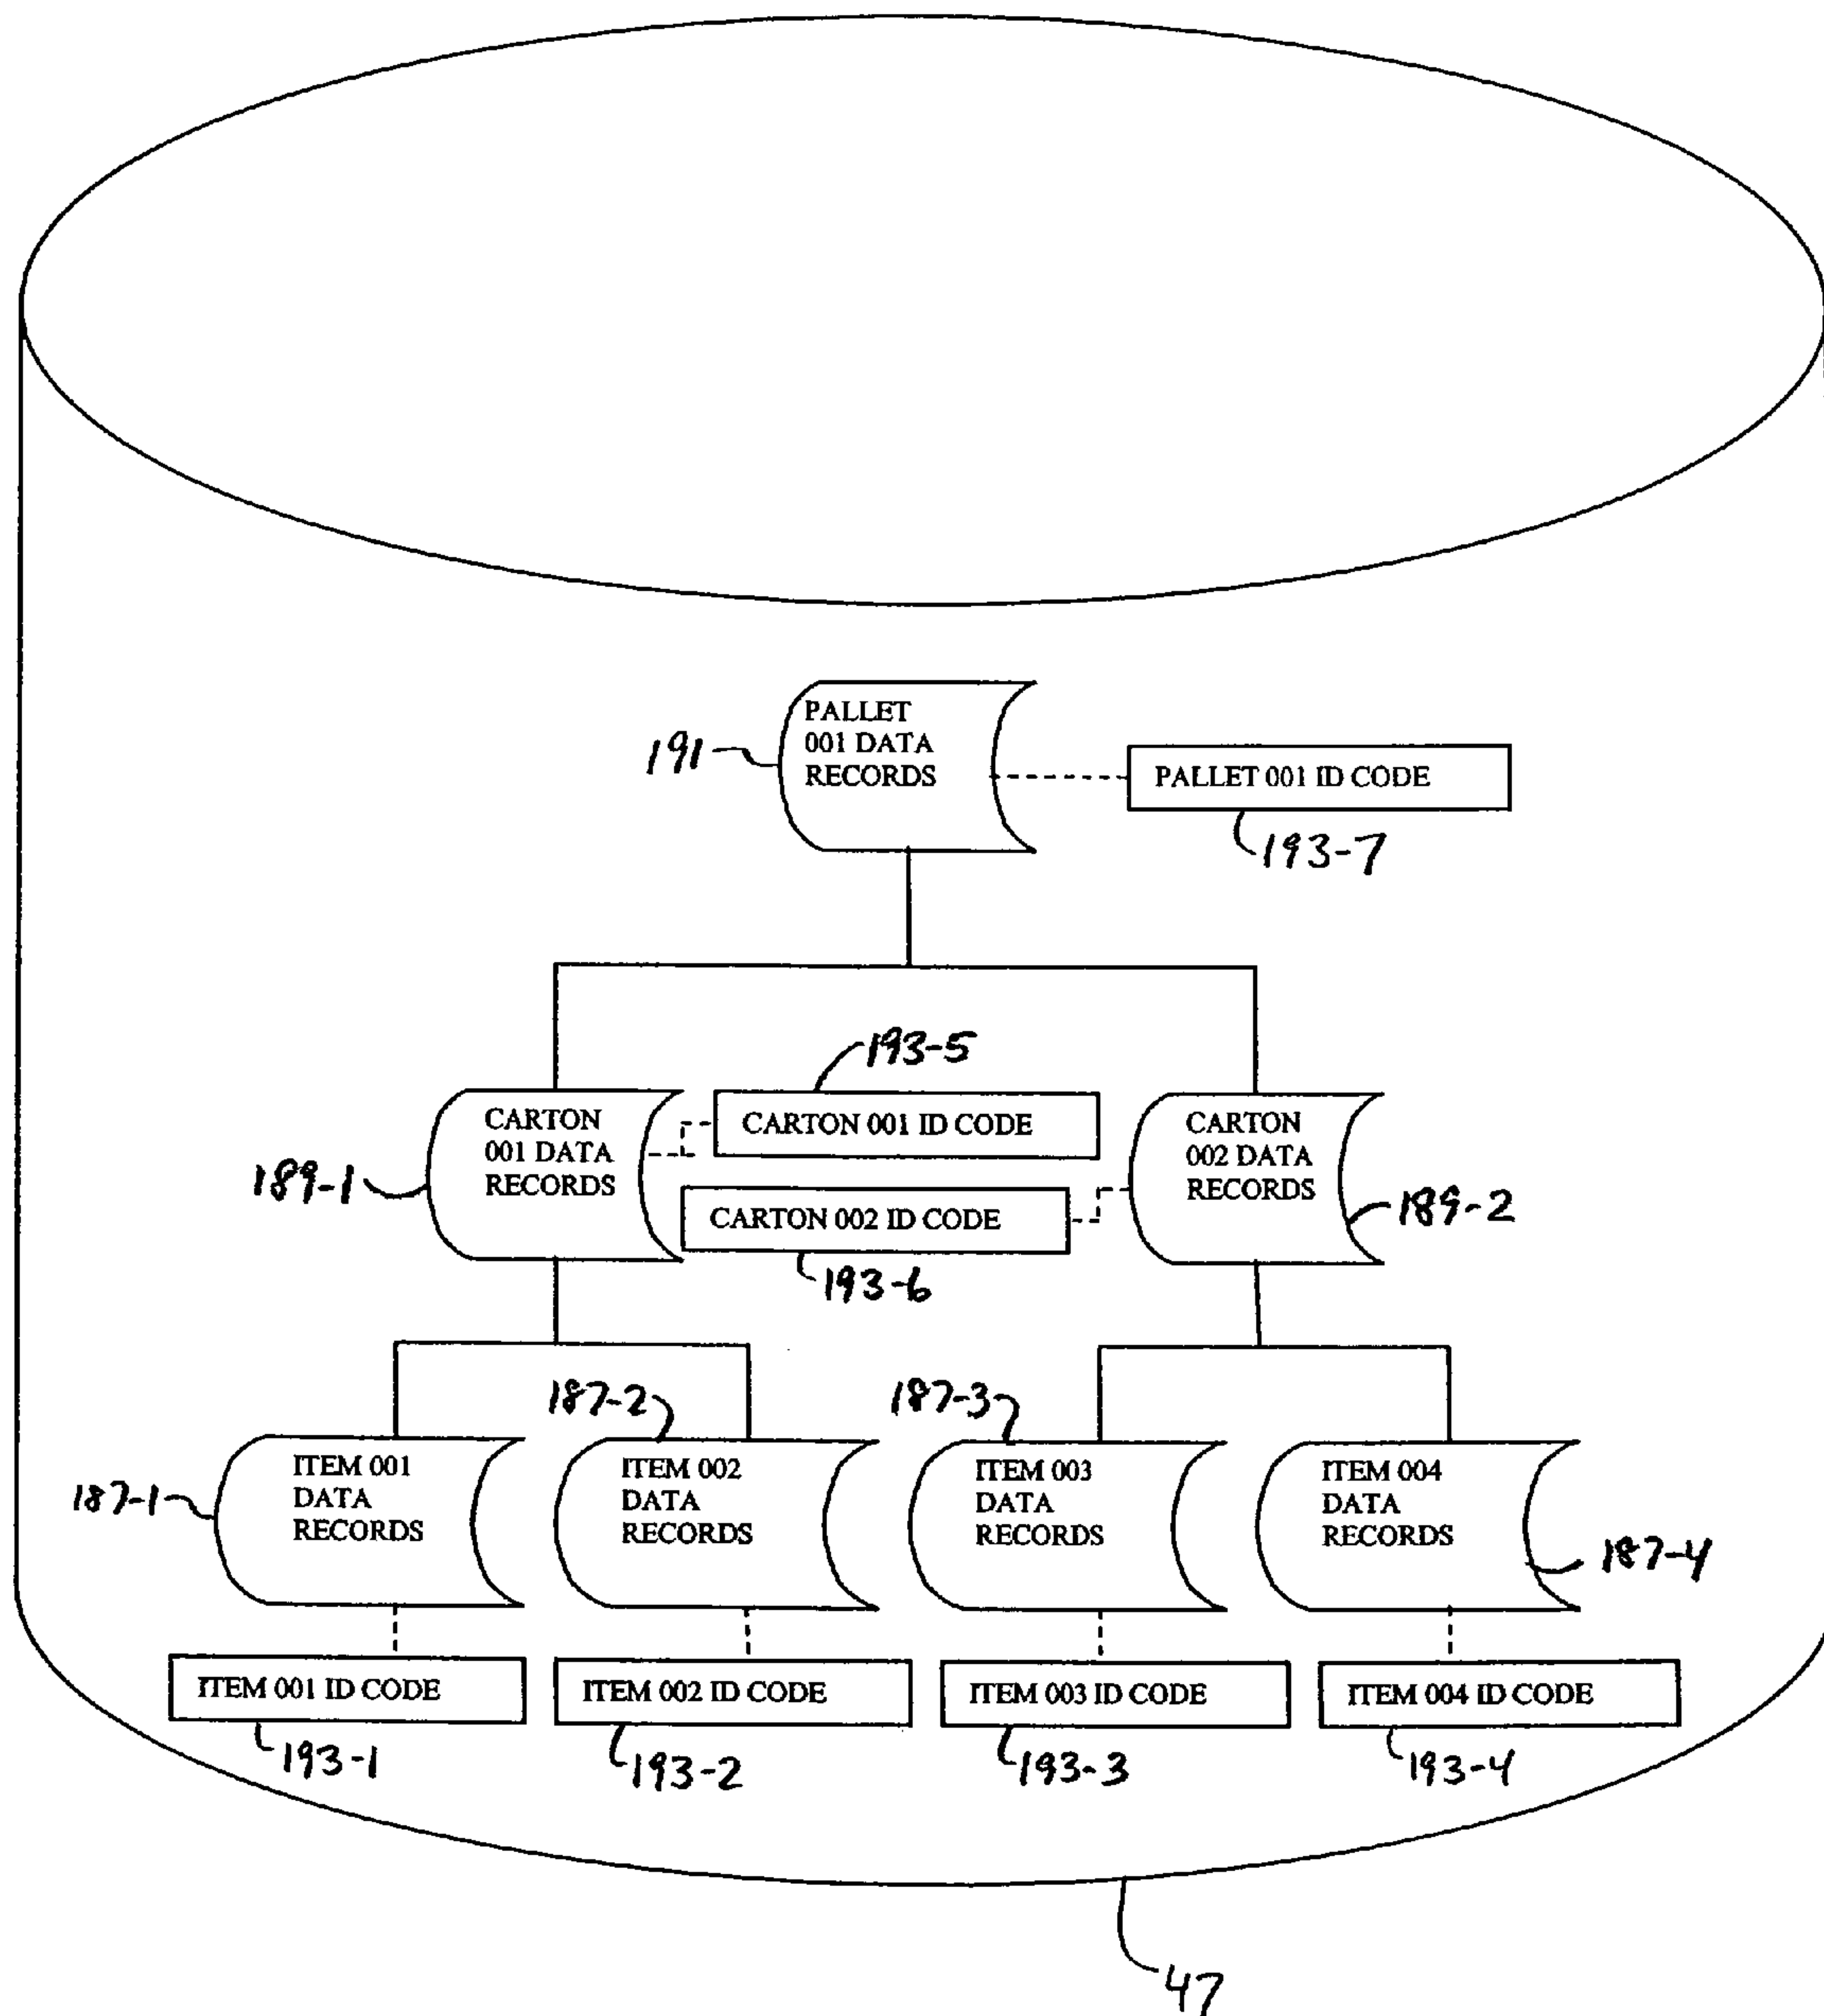 PALLET
001 DATA
RECORDS
191
PALLET 001 ID CODE
193-7
193-5
CARTON
001 DATA
RECORDS
CARTON 001 ID CODE
CARTON
002 DATA
RECORDS
189-1
CARTON 002 ID CODE
189-2
193-6
187-2
187-3
ITEM 001
DATA
RECORDS
ITEM 002
DATA
RECORDS
ITEM 003
DATA
RECORDS
ITEM 004
DATA
RECORDS
187-1
187-4
ITEM 001 ID CODE
ITEM 002 ID CODE
ITEM 003 ID CODE
ITEM 004 ID CODE
193-1
193-2
193-3
193-4
47